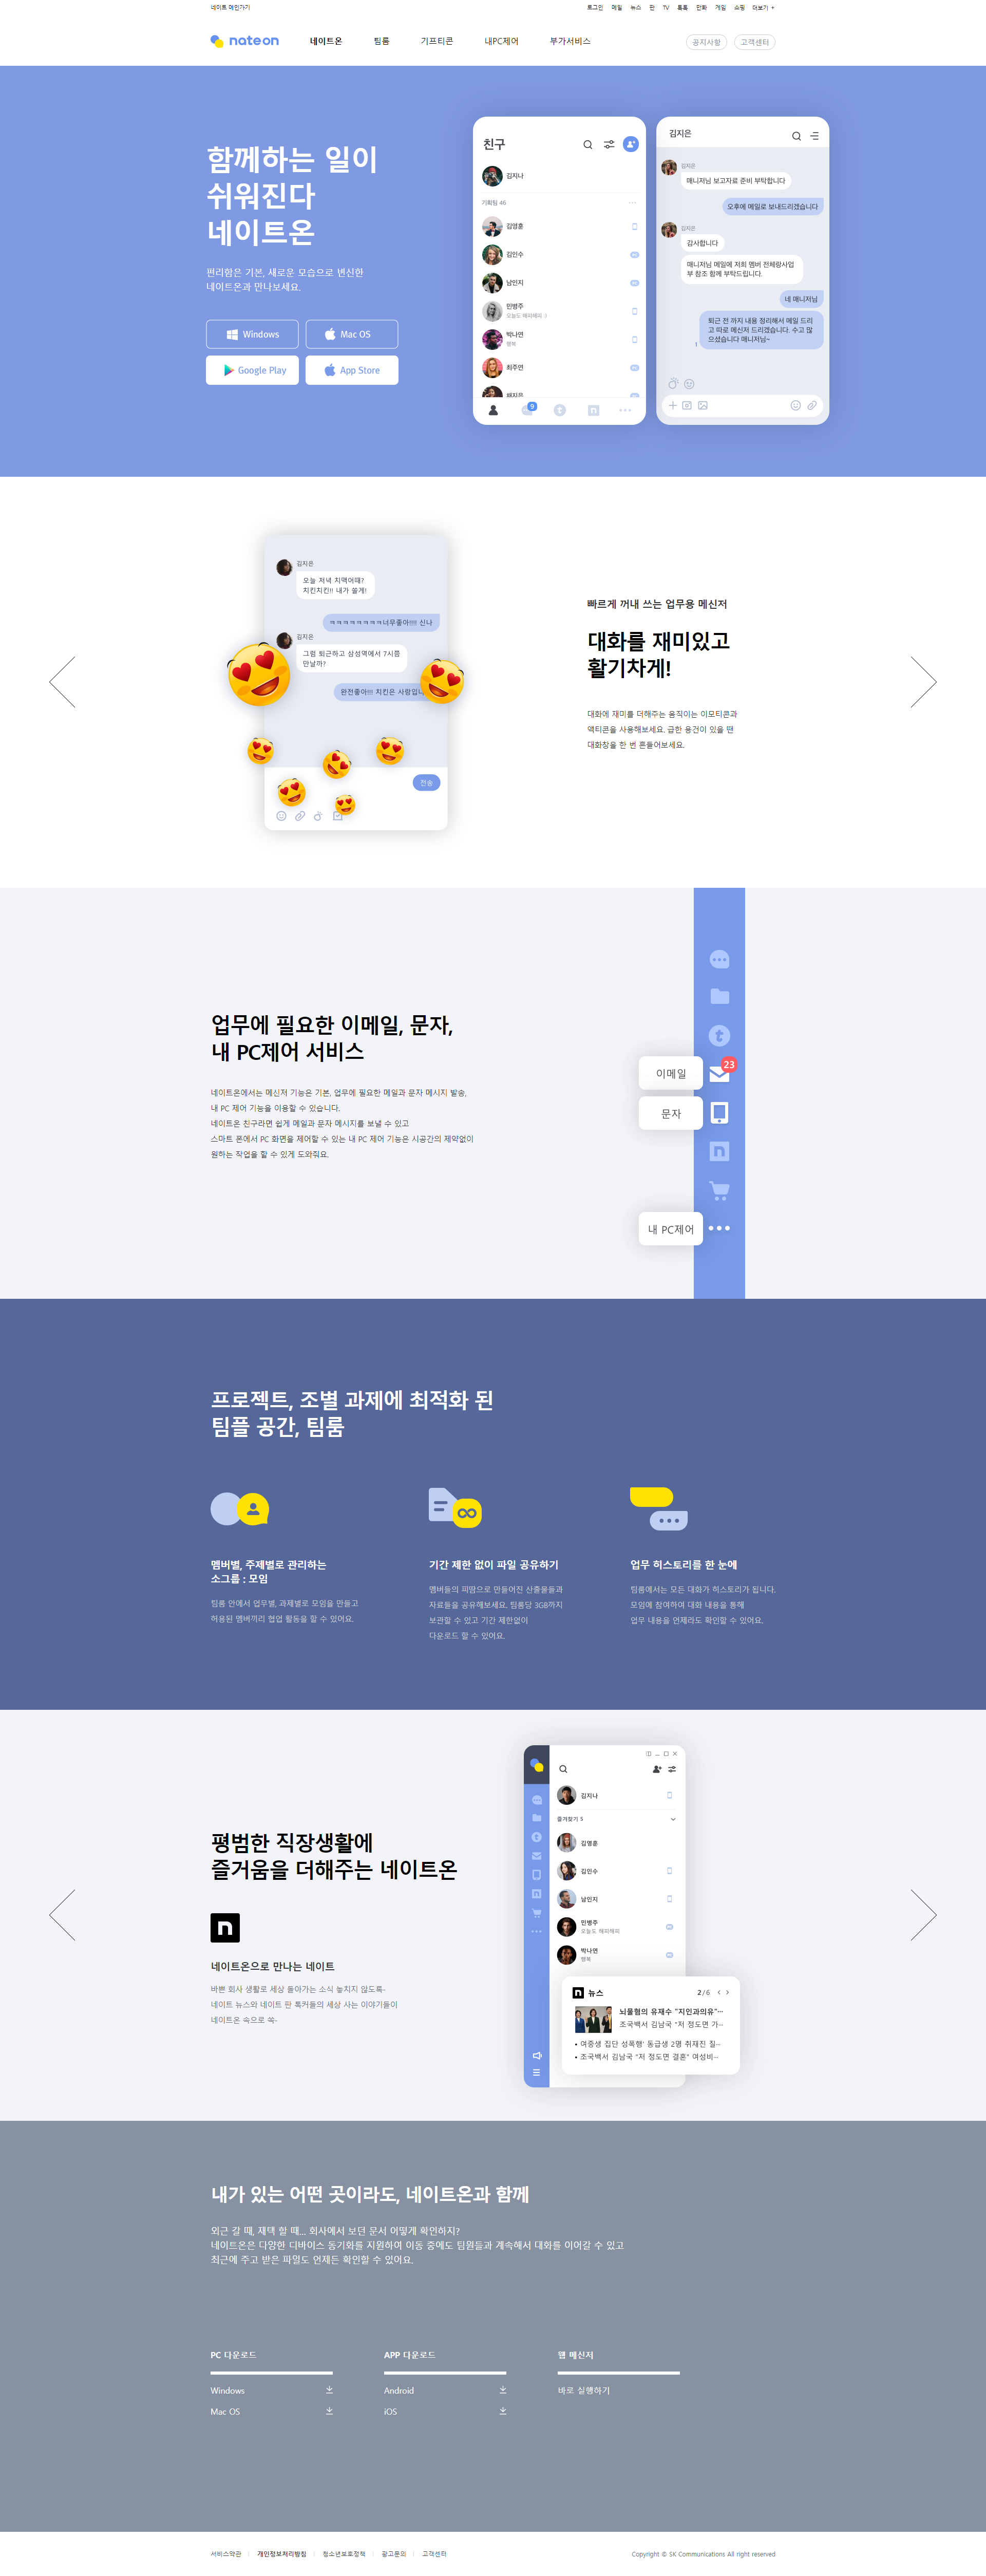 네이트 메인가기
로그인 메일 뉴스 판 TV 툭톡 만화 게임 쇼핑 더보기
nateon
네이트온 팀룸 기프티콘 내PC제어 부가서비스
공지사항 고객센터
함께하는 일이
쉬워진다
네이트온
편리함은 기본, 새로운 모습으로 변신한
네이트온과 만나보세요.
Windows Mac OS
Google Play App Store
친구
김지나
기획팀 46
김영훈
김인수
남민지
민병주
오늘도 해피해피 :)
박나연
행복
최주연
9
김지은
김지은
매니저님 보고자료 준비 부탁합니다
오후에 메일로 보내드리겠습니다
김지은
감사합니다
매니저님 메일에 저희 멤버 전체랑사업
부 참조 함께 부탁드립니다.
네 매니저님
퇴근 전 까지 내용 정리해서 메일 드리
고 따로 메신저 드리겠습니다. 수고 많
으셨습니다 매니저님~
1
김지은
오늘 저녁 치맥어때?
치킨치킨!! 내가 쏠게!
ㅋㅋㅋㅋㅋㅋㅋㅋ너무좋아!!!! 신나
김지은
그럼 퇴근하고 삼성역에서 7시쯤
만날까?
완전좋아!!! 치킨은 사랑입니
전송
빠르게 꺼내 쓰는 업무용 메신저
대화를 재미있고
활기차게!
대화에 재미를 더해주는 움직이는 이모티콘과
액티콘을 사용해보세요. 급한 용건이 있을 땐
대화창을 한 번 흔들어보세요.
업무에 필요한 이메일, 문자,
내 PC제어 서비스
네이트온에서는 메신저 기능은 기본, 업무에 필요한 메일과 문자 메시지 발송,
내 PC 제어 기능을 이용할 수 있습니다.
네이트온 친구라면 쉽게 메일과 문자 메시지를 보낼 수 있고
스마트 폰에서 PC 화면을 제어할 수 있는 내 PC 제어 기능은 시공간의 제약없이
원하는 작업을 할 수 있게 도와줘요.
이메일
23
문자
내 PC제어
프로젝트, 조별 과제에 최적화 된
팀플 공간, 팀룸
멤버별, 주제별로 관리하는
소그룹 : 모임
팀룸 안에서 업무별, 과제별로 모임을 만들고
허용된 멤버끼리 협업 활동을 할 수 있어요.
기간 제한 없이 파일 공유하기
멤버들의 피땀으로 만들어진 산출물들과
자료들을 공유해보세요. 팀룸당 3GB까지
보관할 수 있고 기간 제한없이
다운로드 할 수 있어요.
업무 히스토리를 한 눈에
팀룸에서는 모든 대화가 히스토리가 됩니다.
모임에 참여하여 대화 내용을 통해
업무 내용을 언제라도 확인할 수 있어요.
평범한 직장생활에
즐거움을 더해주는 네이트온
네이트온으로 만나는 네이트
바쁜 회사 생활로 세상 돌아가는 소식 놓치지 않도록~
네이트 뉴스와 네이트 판 톡커들의 세상 사는 이야기들이
네이트온 속으로 쏙~
김지나
즐겨찾기 5
김영훈
김인수
남민지
민병주
오늘도 해피해피
박나연
행복
뉴스
2/6
뇌물혐의 유재수 "지인과의유"...
조국백서 김남국 "저 정도면 가...
• 여중생 집단 성폭행' 동급생 2명 취재진 질...
• 조국백서 김남국 "저 정도면 결혼" 여성비...
내가 있는 어떤 곳이라도, 네이트온과 함께
외근 갈 때, 재택 할 때... 회사에서 보던 문서 어떻게 확인하지?
네이트온은 다양한 디바이스 동기화를 지원하여 이동 중에도 팀원들과 계속해서 대화를 이어갈 수 있고
최근에 주고 받은 파일도 언제든 확인할 수 있어요.
PC 다운로드
Windows
Mac OS
APP 다운로드
Android
iOS
웹 메신저
바로 실행하기
서비스약관 개인정보처리방침 청소년보호정책 광고문의 고객센터
Copyright © SK Communications All right reserved